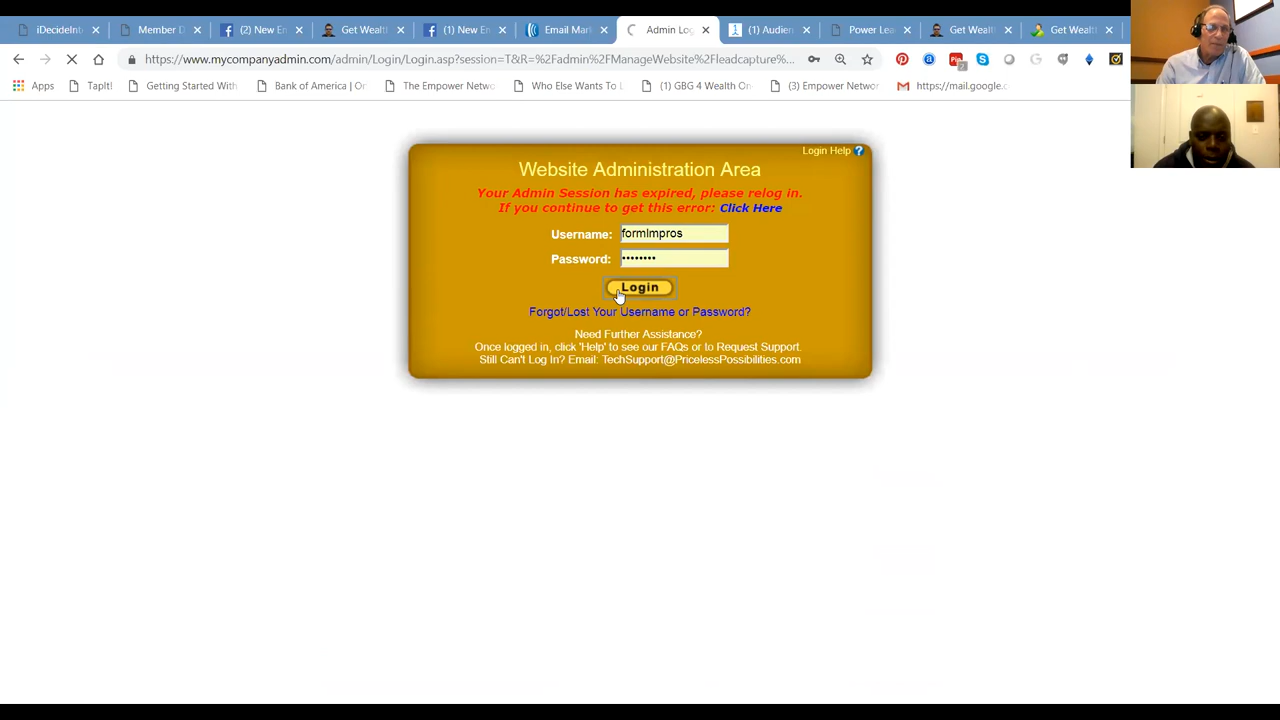 iDecideInt
Member D
(2) New En
Get Wealt
(1) New En
Email Mark
Admin Log
(1) Audien
Power Lea
Get Wealt
Get Wealt
https://www.mycompanyadmin.com/admin/Login/Login.asp?session=T&R=%2Fadmin%2FManageWebsite%2Fleadcapture%...
Apps
TapIt!
Getting Started With
Bank of America | On
The Empower Netwo
Who Else Wants To L
(1) GBG 4 Wealth On
(3) Empower Networ
https://mail.google.c
Login Help ?
Website Administration Area
Your Admin Session has expired, please relog in.
If you continue to get this error: Click Here
Username: formlmpros
Password: ••••••••
Login
Forgot/Lost Your Username or Password?
Need Further Assistance?
Once logged in, click 'Help' to see our FAQs or to Request Support.
Still Can't Log In? Email: TechSupport@PricelessPossibilities.com